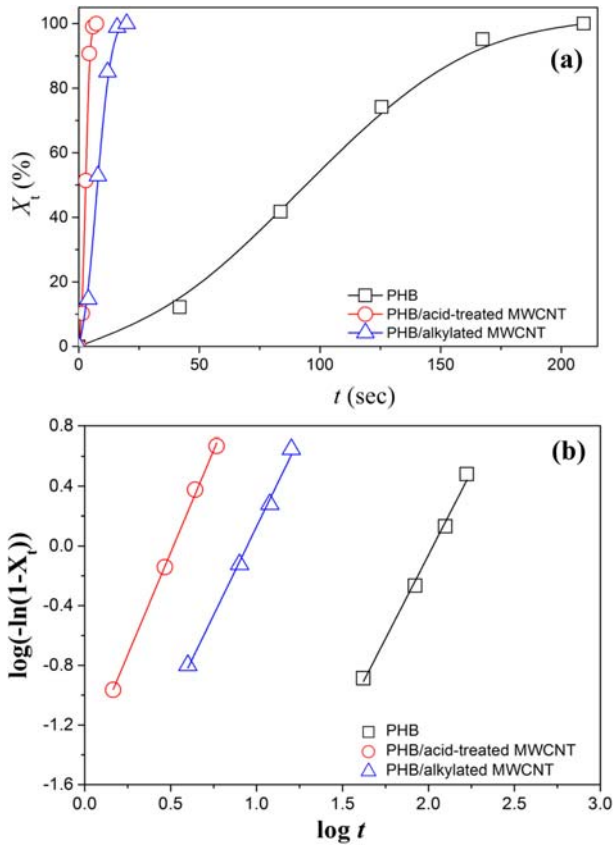 100
80
60
40
20
0
X_t (%)
(a)
PHB
PHB/acid-treated MWCNT
PHB/alkylated MWCNT
0 50 100 150 200
t (sec)
0.8
0.4
0.0
-0.4
-0.8
-1.2
-1.6
log(-ln(1-X_t))
(b)
PHB
PHB/acid-treated MWCNT
PHB/alkylated MWCNT
0.0 0.5 1.0 1.5 2.0 2.5 3.0
log t